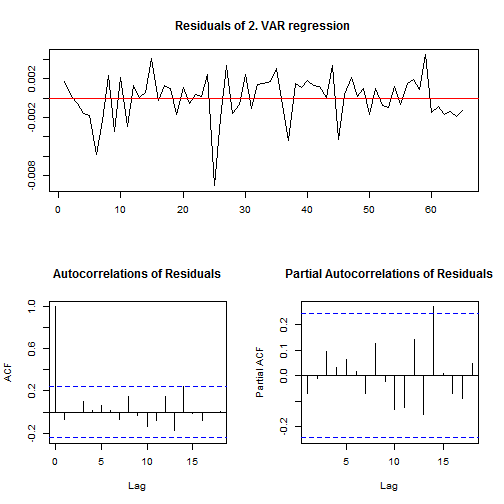 Residuals of 2. VAR regression
0.002
-0.002
-0.008
0 10 20 30 40 50 60
Autocorrelations of Residuals
ACF
1.0
0.6
0.2
-0.2
0 5 10 15
Lag
Partial Autocorrelations of Residuals
Partial ACF
0.2
0.1
0.0
-0.2
5 10 15
Lag